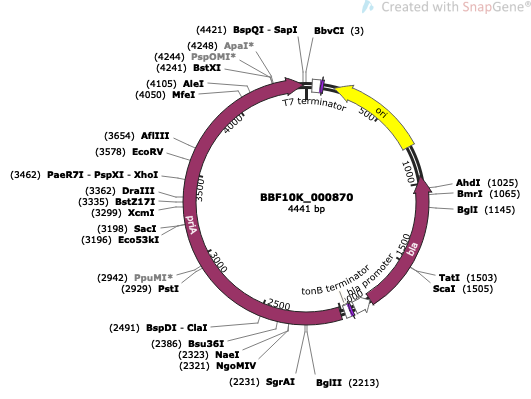 Created with SnapGene®
(4421) BspQI - SapI
BbvCI (3)
(4248) ApaI*
(4244) PspOMI*
(4241) BstXI
(4105) AleI
(4050) MfeI
T7 terminator
ori
500
4000
(3654) AflIII
(3578) EcoRV
1000
(3462) PaeR7I - PspXI - XhoI
AhdI (1025)
(3362) DraIII
BmrI (1065)
3500
(3335) BstZ17I
BBF10K_000870
(3299) XcmI
4441 bp
BglI (1145)
(3198) SacI
priA
(3196) Eco53kI
1500
bla
3000
(2942) PpuMI*
(2929) PstI
tonB terminator
bla promoter
TatI (1503)
ScaI (1505)
2500
(2491) BspDI - ClaI
(2386) Bsu36I
(2323) NaeI
(2321) NgoMIV
(2231) SgrAI
BglII (2213)